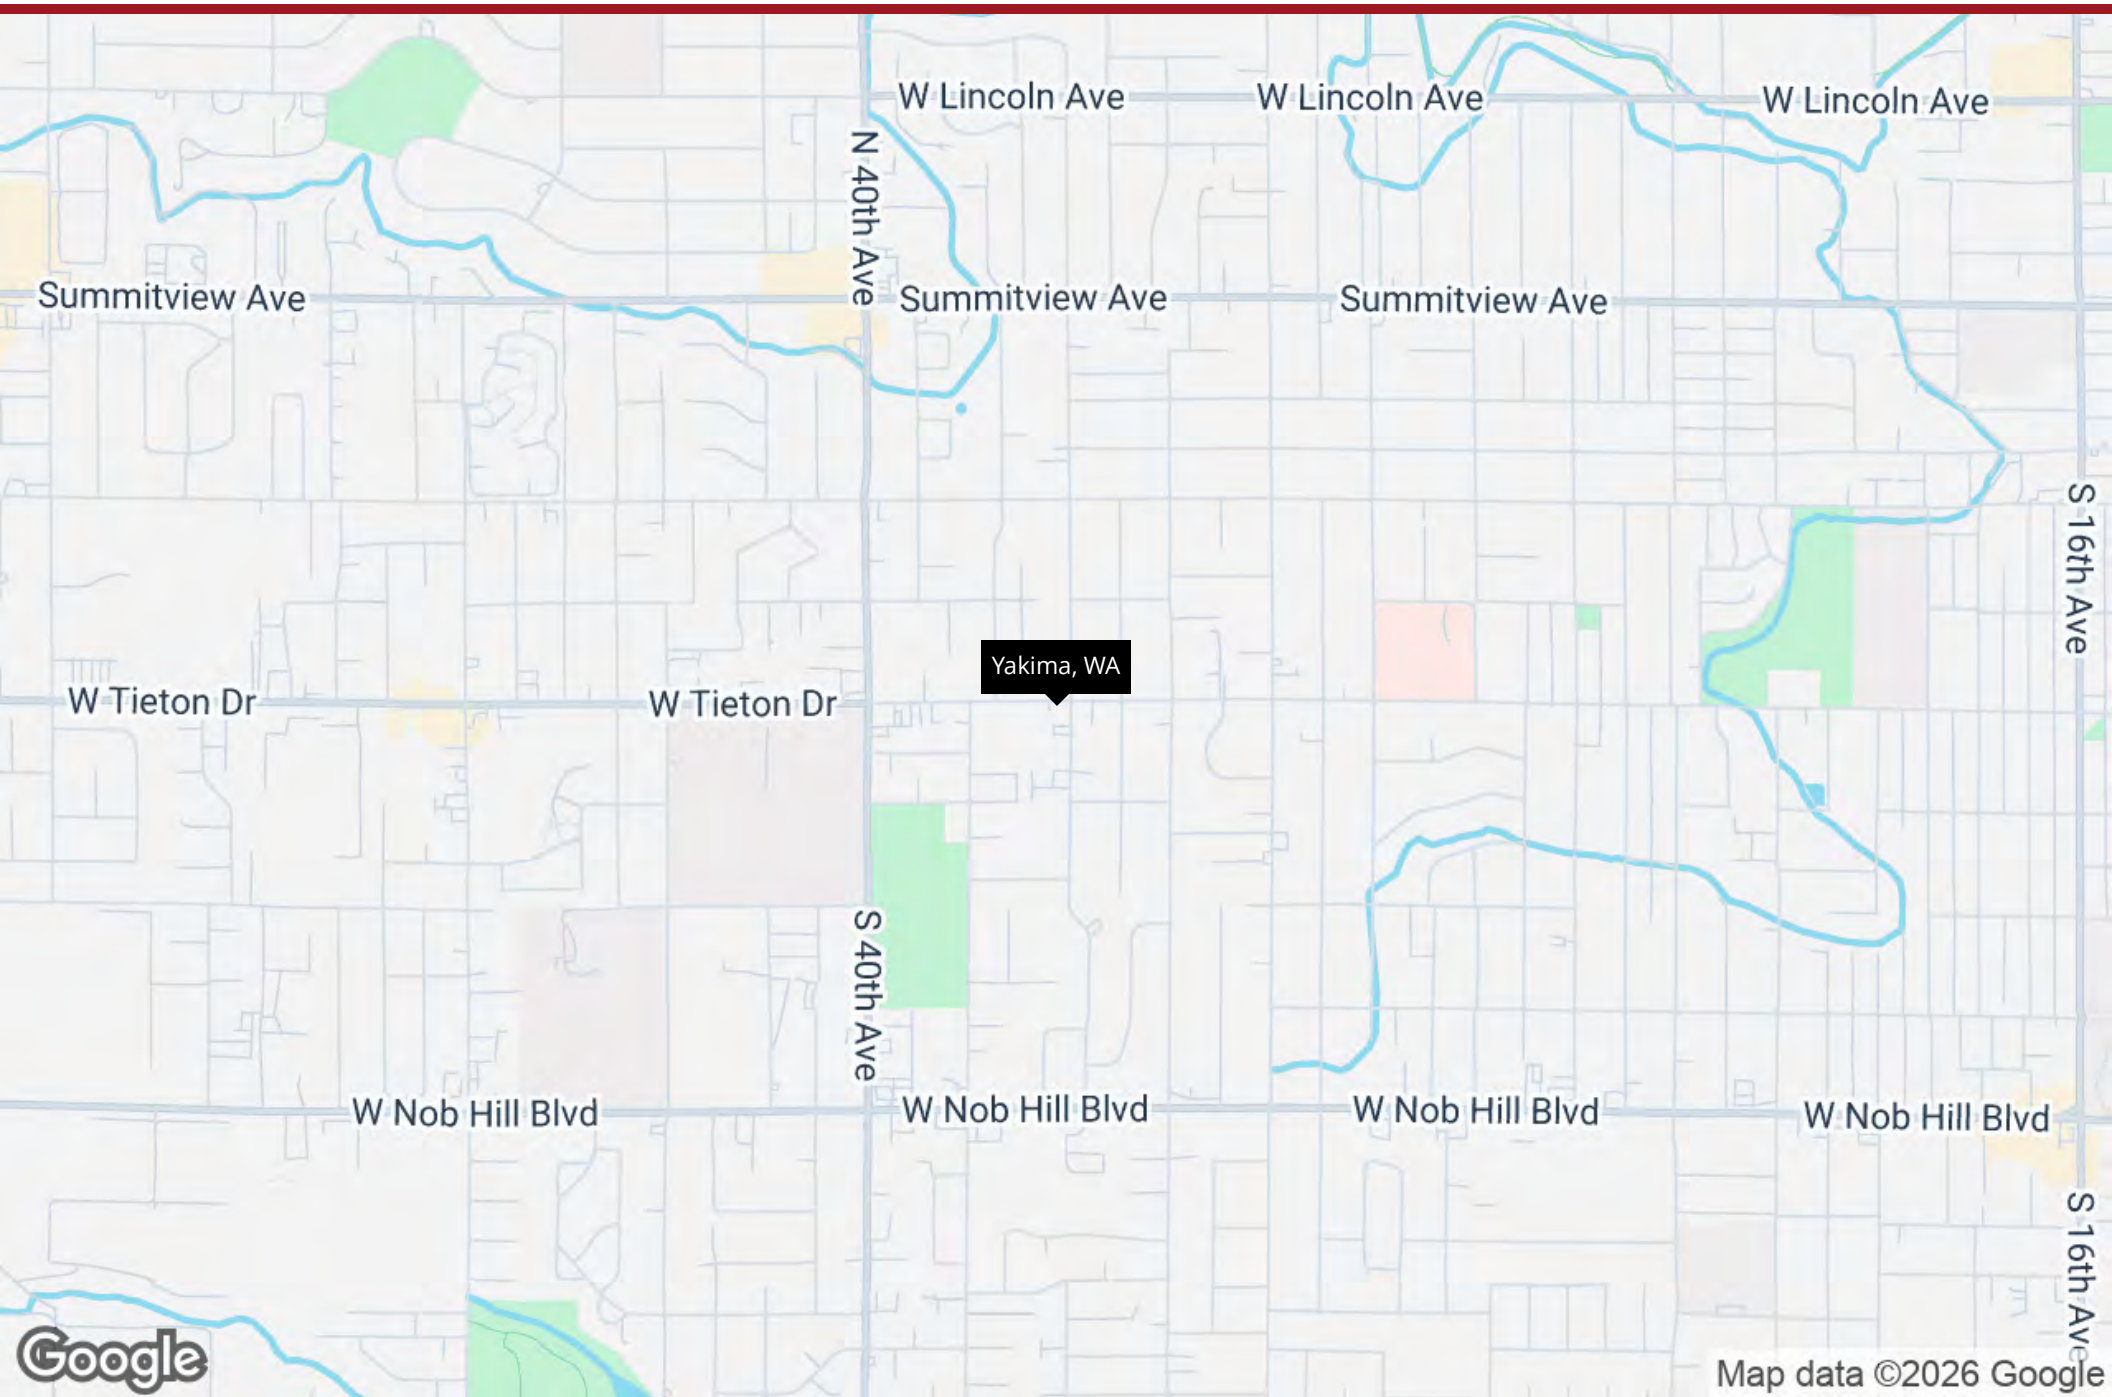 W Lincoln Ave
W Lincoln Ave
W Lincoln Ave
N 40th Ave
Summitview Ave
Summitview Ave
Summitview Ave
S 16th Ave
Yakima, WA
W Tieton Dr
W Tieton Dr
S 40th Ave
W Nob Hill Blvd
W Nob Hill Blvd
W Nob Hill Blvd
W Nob Hill Blvd
S 16th Ave
Google
Map data ©2026 Google